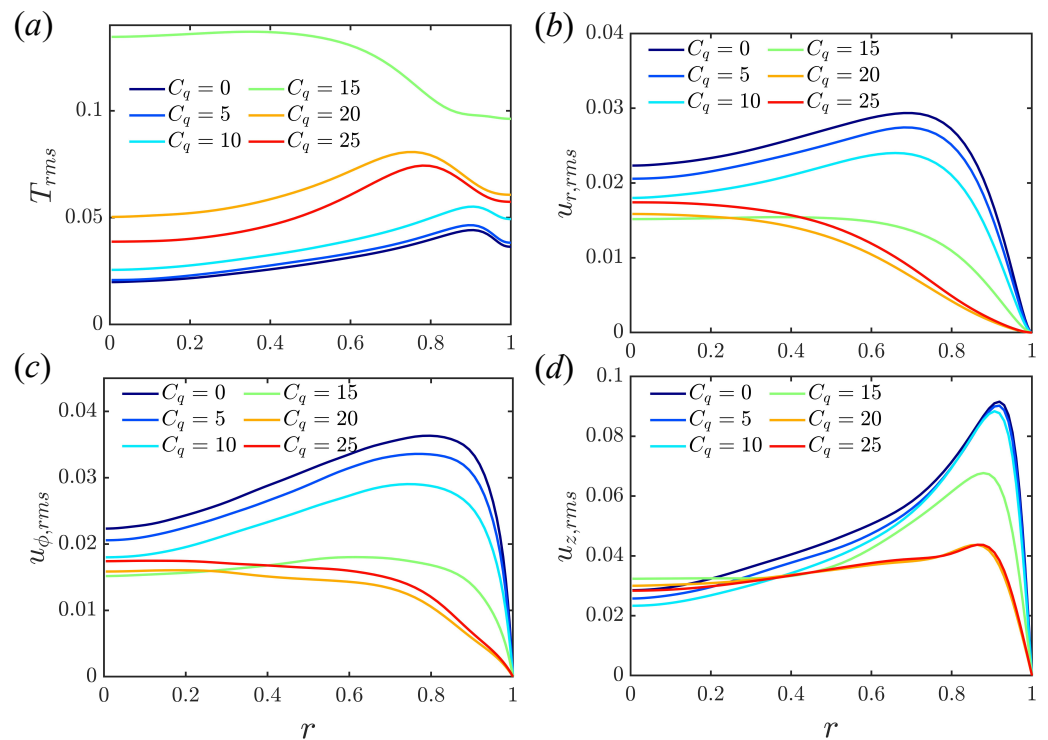 (a)
C_q = 0 C_q = 15
C_q = 5 C_q = 20
C_q = 10 C_q = 25
T_{rms}
0.1
0.05
0
0 0.2 0.4 0.6 0.8 1
(b)
C_q = 0 C_q = 15
C_q = 5 C_q = 20
C_q = 10 C_q = 25
u_{r,rms}
0.04
0.03
0.02
0.01
0
0 0.2 0.4 0.6 0.8 1
(c)
C_q = 0 C_q = 15
C_q = 5 C_q = 20
C_q = 10 C_q = 25
u_{ϕ,rms}
0.04
0.03
0.02
0.01
0
0 0.2 0.4 0.6 0.8 1
r
(d)
C_q = 0 C_q = 15
C_q = 5 C_q = 20
C_q = 10 C_q = 25
u_{z,rms}
0.1
0.08
0.06
0.04
0.02
0
0 0.2 0.4 0.6 0.8 1
r